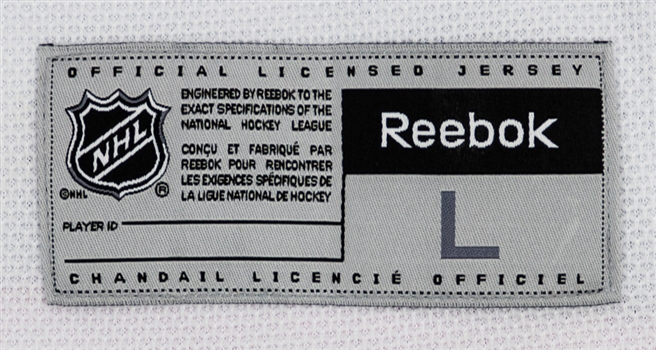 OFFICIAL LICENSED JERSEY
NHL
©NHL ®
ENGINEERED BY REEBOK TO THE
EXACT SPECIFICATIONS OF THE
NATIONAL HOCKEY LEAGUE
CONÇU ET FABRIQUÉ PAR
REEBOK POUR RENCONTRER
LES EXIGENCES SPÉCIFIQUES DE
LA LIGUE NATIONAL DE HOCKEY
PLAYER ID
Reebok
L
CHANDAIL LICENCIÉ OFFICIEL